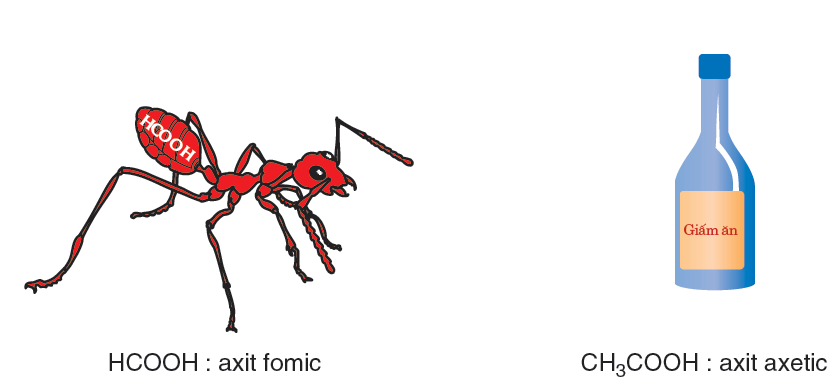 HCOOH
Giấm ăn
HCOOH : axit fomic
CH₃COOH : axit axetic